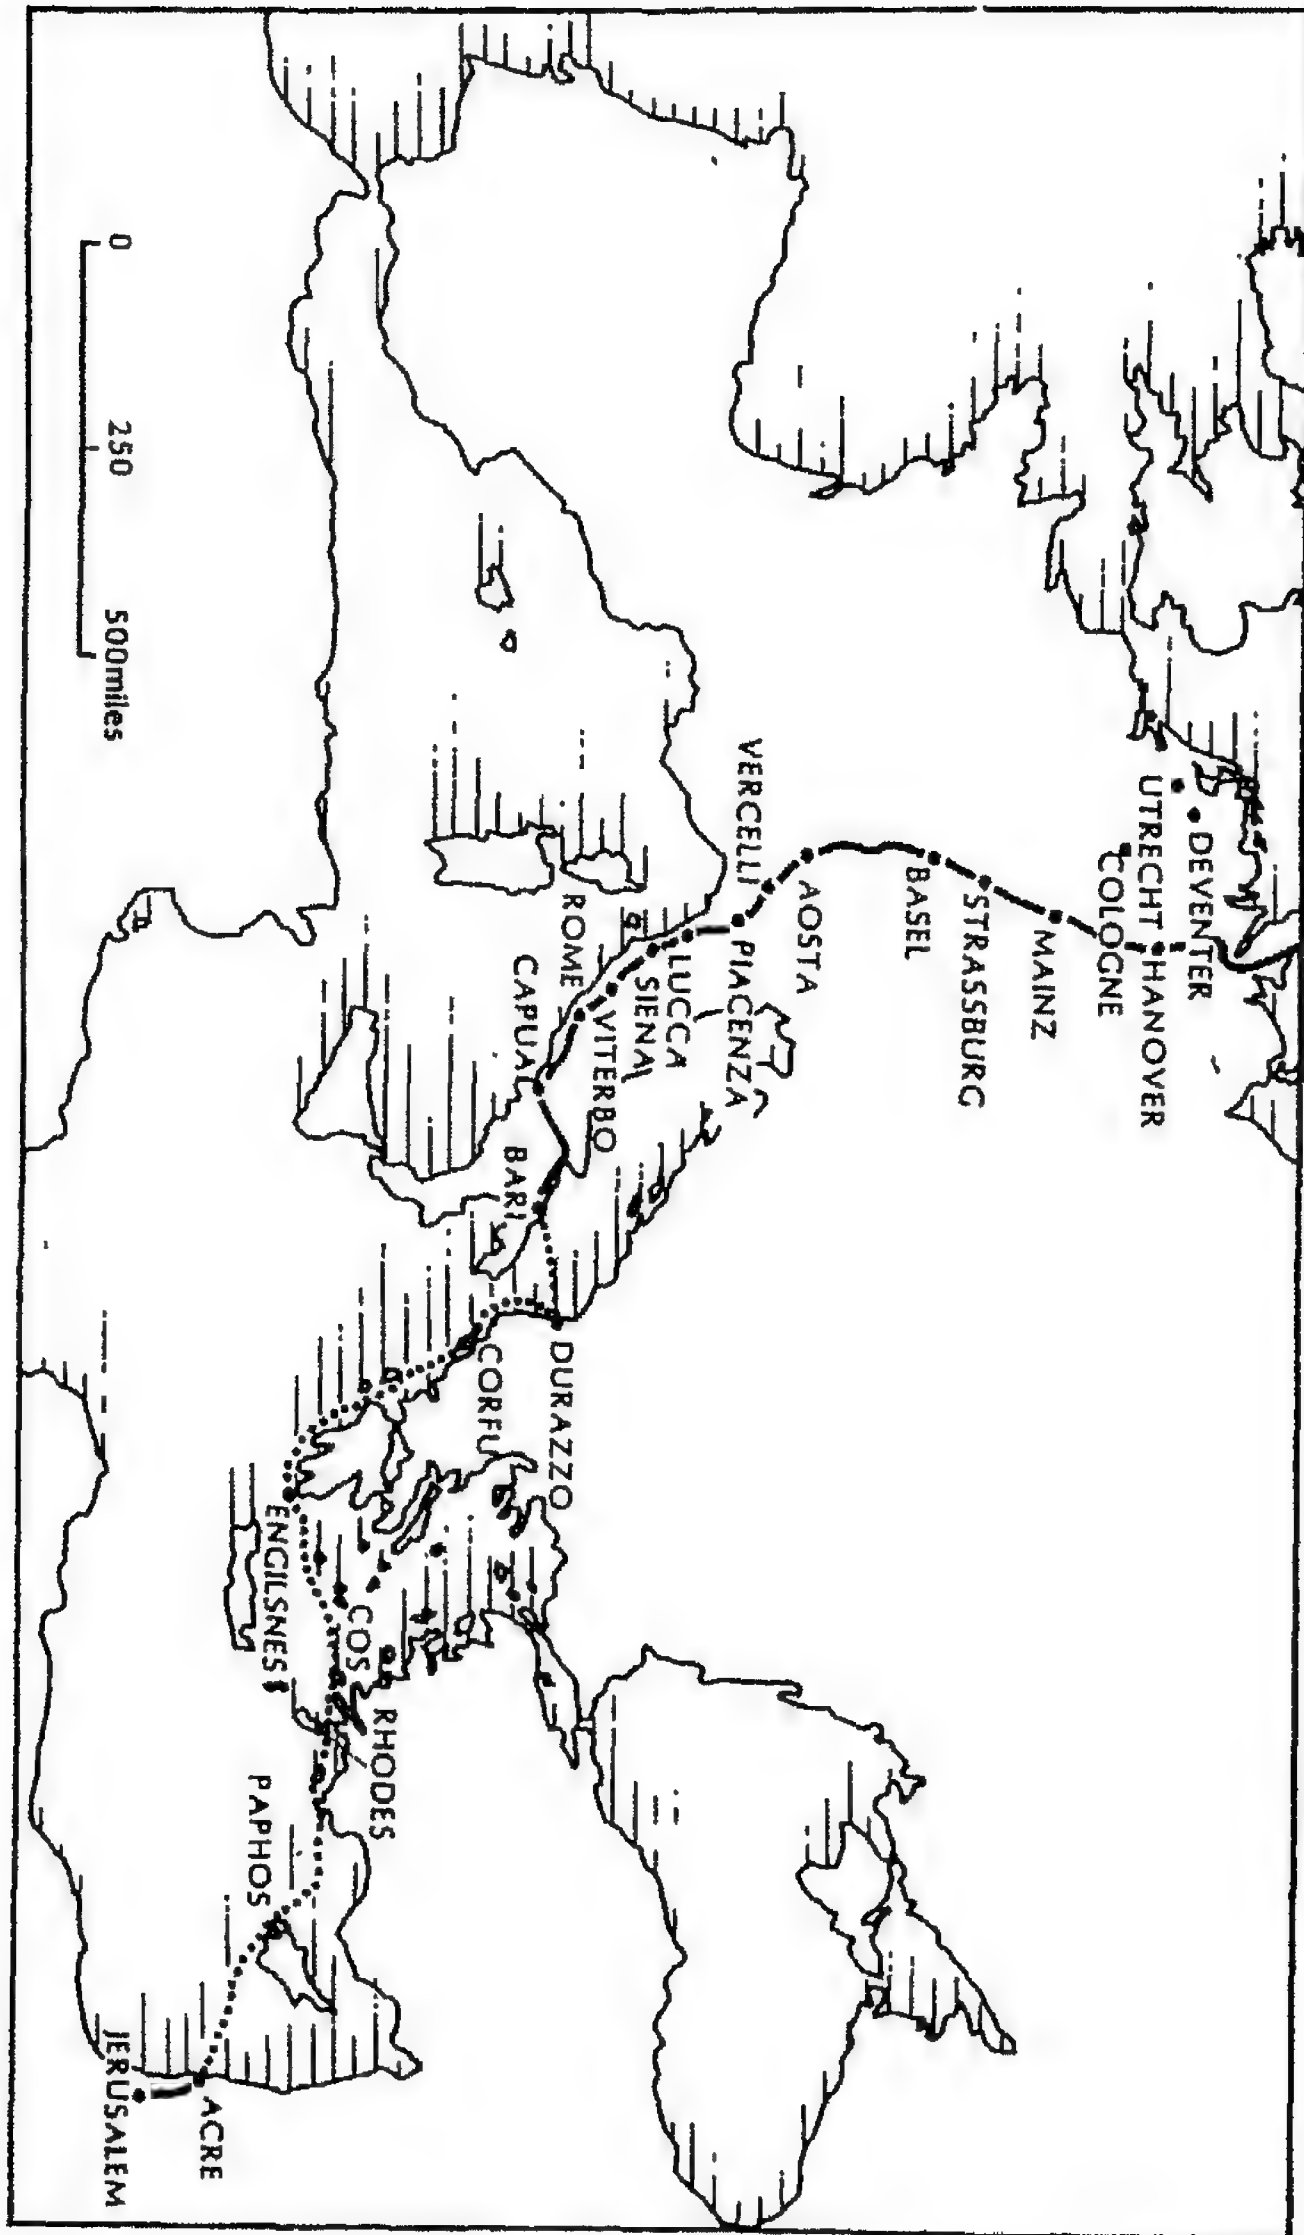 DEVENTER
UTRECHT
HANOVER
COLOGNE
MAINZ
STRASSBURG
BASEL
AOSTA
VERCELLI
PIACENZA
LUCCA
SIENA
VITERBO
ROME
CAPUA
BARI
DURAZZO
CORFU
ENGILSNES
COS
RHODES
PAPHOS
ACRE
JERUSALEM
0 250 500miles